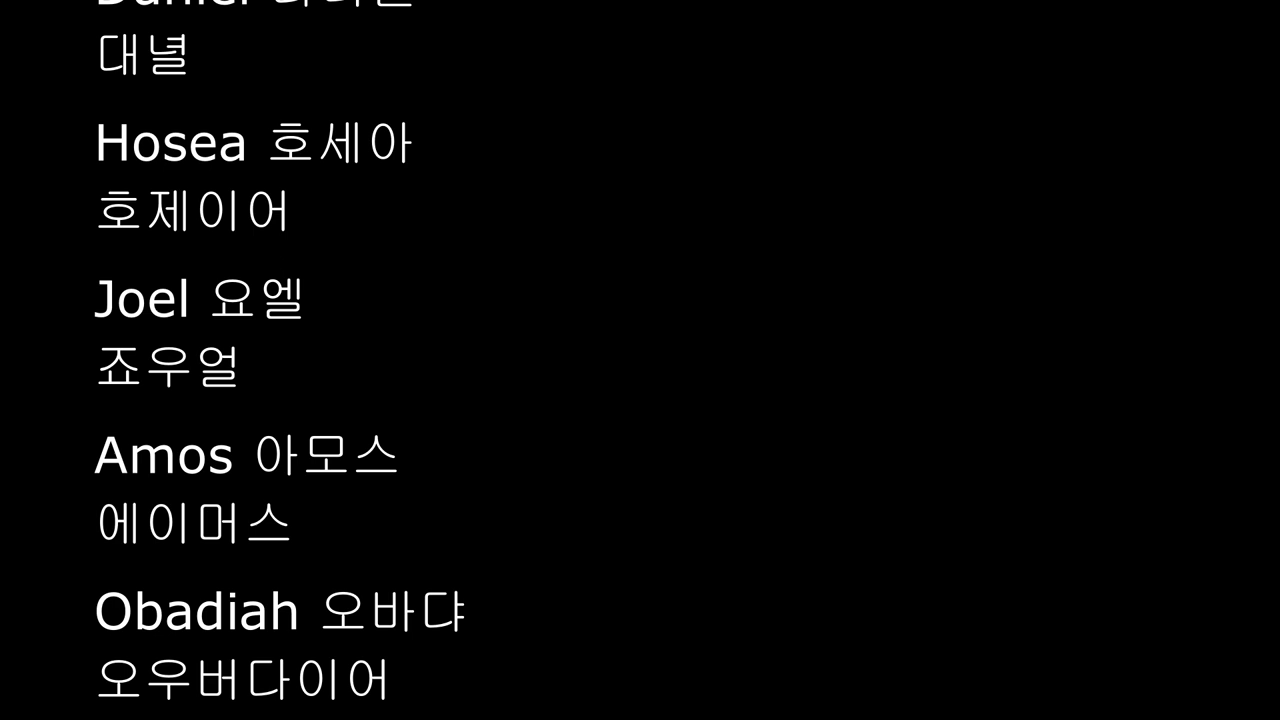 대녈
Hosea 호세아
호제이어
Joel 요엘
죠우얼
Amos 아모스
에이머스
Obadiah 오바댜
오우버다이어